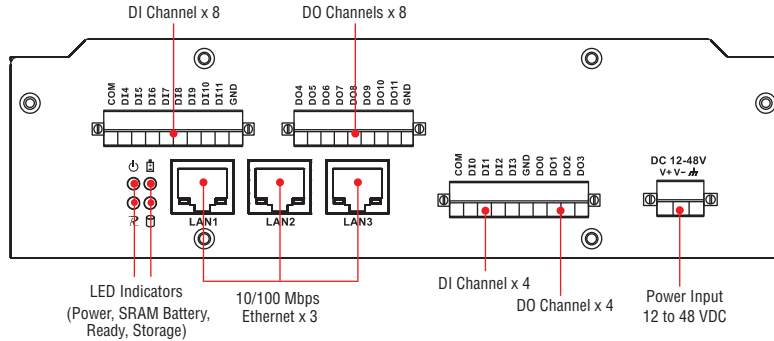 DI Channel x 8
DO Channels x 8
COM
DI4
DI5
DI6
DI7
DI8
DI9
DI10
DI11
GND
DO4
DO5
DO6
DO7
DO8
DO9
DO10
DO11
GND
COM
DI0
DI1
DI2
DI3
GND
DO0
DO1
DO2
DO3
DC 12-48V
V+ V-
LAN1
LAN2
LAN3
LED Indicators
(Power, SRAM Battery,
Ready, Storage)
10/100 Mbps
Ethernet x 3
DI Channel x 4
DO Channel x 4
Power Input
12 to 48 VDC